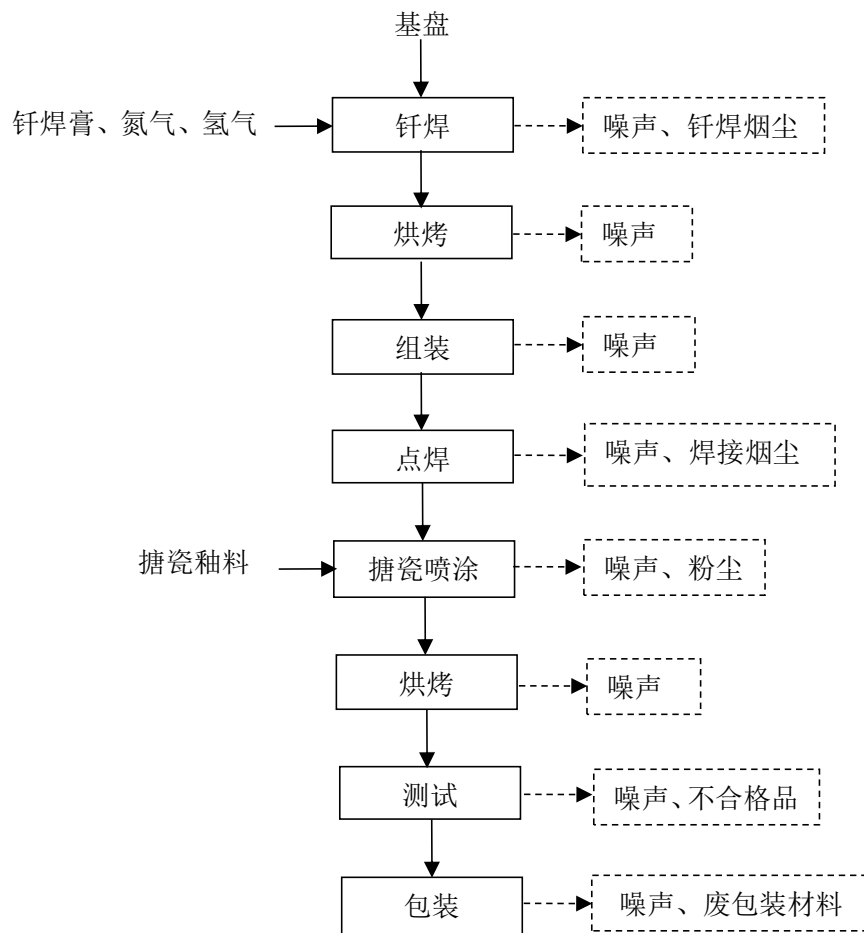 基盘
钎焊膏、氮气、氢气
钎焊
噪声、钎焊烟尘
烘烤
噪声
组装
噪声
点焊
噪声、焊接烟尘
搪瓷釉料
搪瓷喷涂
噪声、粉尘
烘烤
噪声
测试
噪声、不合格品
包装
噪声、废包装材料